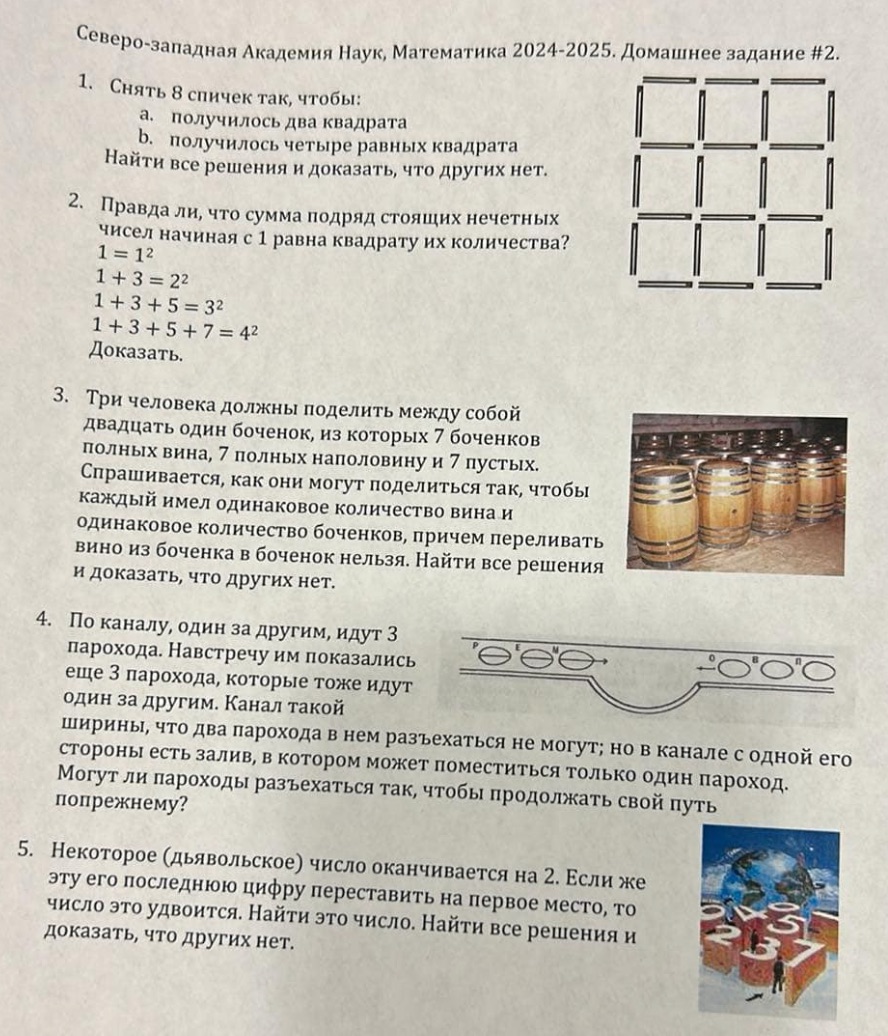 Северо-западная Академия Наук, Математика 2024-2025. Домашнее задание #2.
1. Снять 8 спичек так, чтобы:
a. получилось два квадрата
b. получилось четыре равных квадрата
Найти все решения и доказать, что других нет.
2. Правда ли, что сумма подряд стоящих нечетных
чисел начиная с 1 равна квадрату их количества?
1 = 1²
1 + 3 = 2²
1 + 3 + 5 = 3²
1 + 3 + 5 + 7 = 4²
Доказать.
3. Три человека должны поделить между собой
двадцать один боченок, из которых 7 боченков
полных вина, 7 полных наполовину и 7 пустых.
Спрашивается, как они могут поделиться так, чтобы
каждый имел одинаковое количество вина и
одинаковое количество боченков, причем переливать
вино из боченка в боченок нельзя. Найти все решения
и доказать, что других нет.
4. По каналу, один за другим, идут 3
парохода. Навстречу им показались
еще 3 парохода, которые тоже идут
один за другим. Канал такой
ширины, что два парохода в нем разъехаться не могут; но в канале с одной его
стороны есть залив, в котором может поместиться только один пароход.
Могут ли пароходы разъехаться так, чтобы продолжать свой путь
попрежнему?
Р Е М О В П
5. Некоторое (дьявольское) число оканчивается на 2. Если же
эту его последнюю цифру переставить на первое место, то
число это удвоится. Найти это число. Найти все решения и
доказать, что других нет.